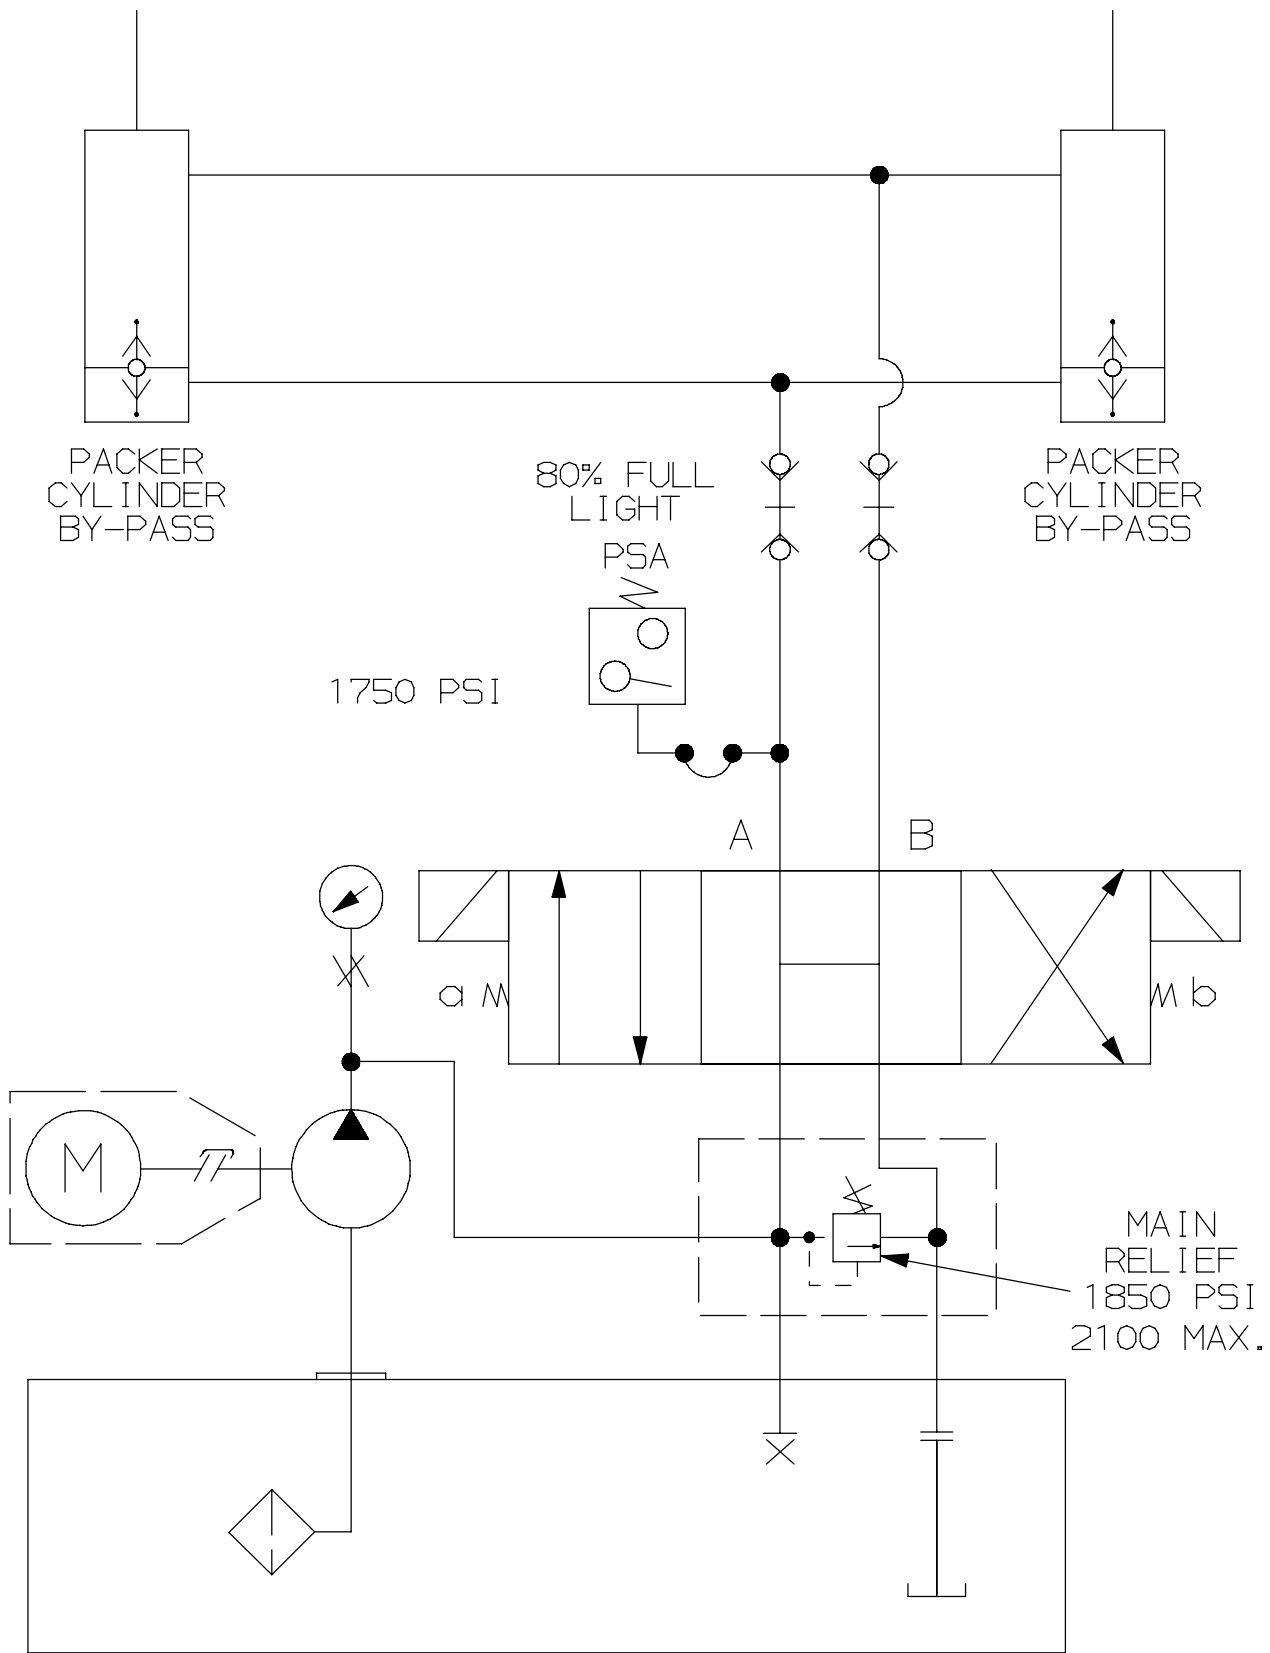 PACKER
CYLINDER
BY-PASS
80% FULL
LIGHT
PSA
PACKER
CYLINDER
BY-PASS
1750 PSI
A
B
a
b
M
MAIN
RELIEF
1850 PSI
2100 MAX.